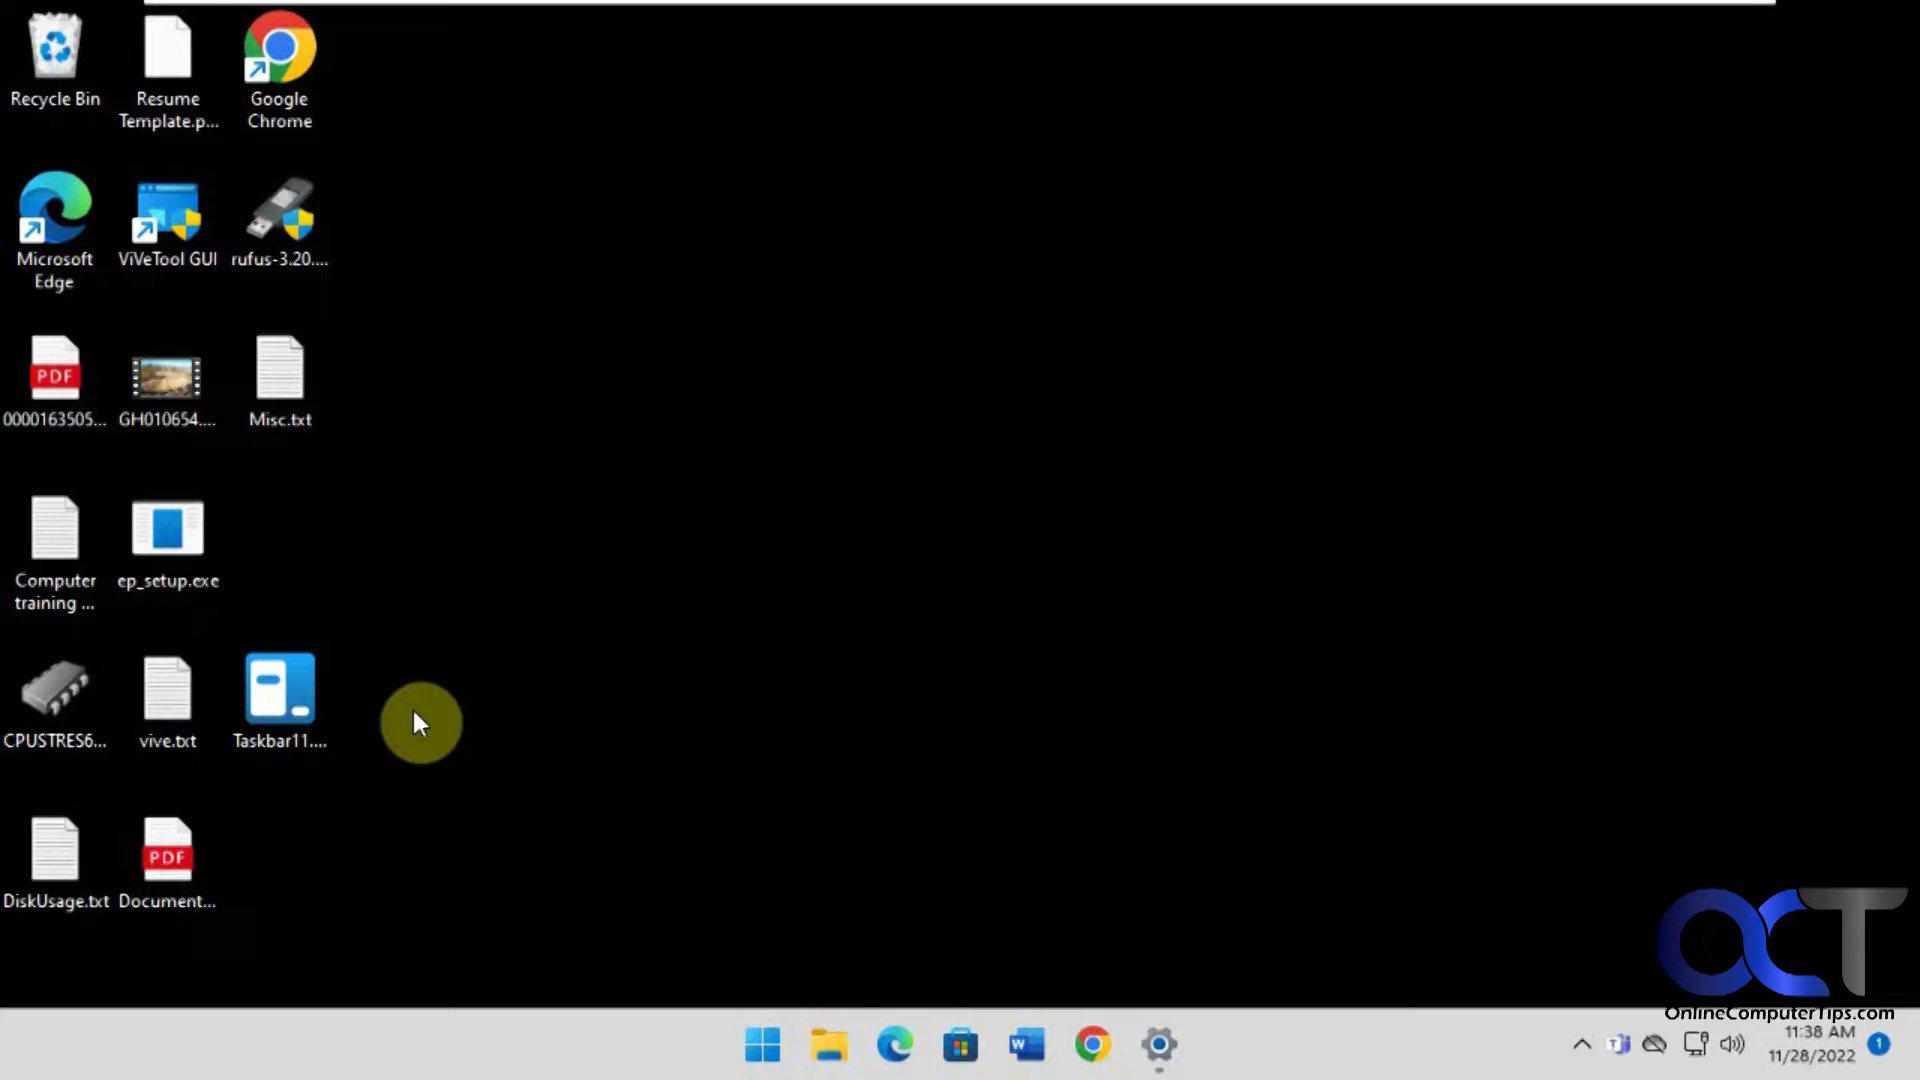 Recycle Bin
Resume
Template.p...
Google
Chrome
Microsoft
Edge
ViVeTool GUI
rufus-3.20....
PDF
0000163505...
GH010654....
Misc.txt
Computer
training ...
ep_setup.exe
CPUSTRES6...
vive.txt
Taskbar11....
DiskUsage.txt
PDF
Document...
OCT
OnlineComputerTips.com
W
T
11:38 AM
11/28/2022
1